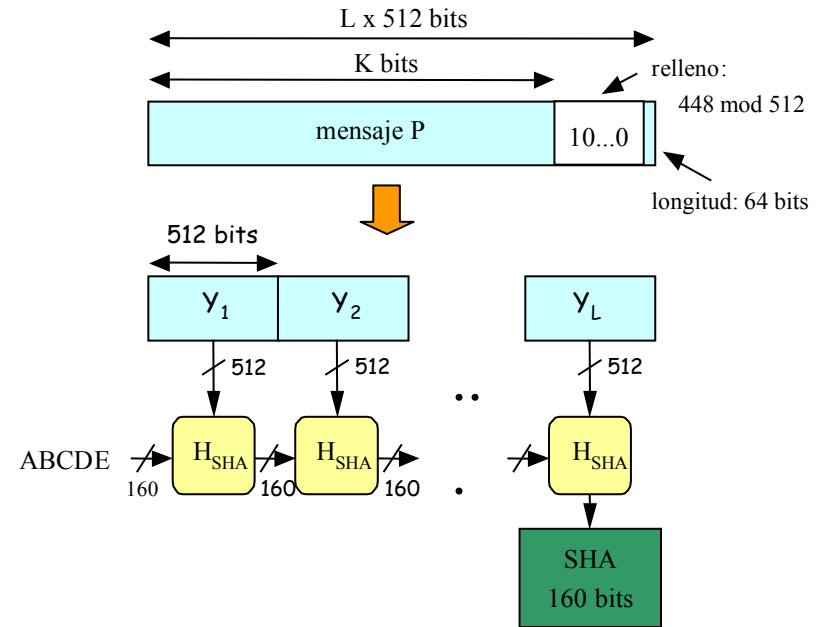 L x 512 bits
K bits
relleno:
448 mod 512
mensaje P
10...0
longitud: 64 bits
512 bits
Y1
Y2
YL
512
512
512
..
ABCDE
160
HSHA
160
HSHA
160
.
HSHA
SHA
160 bits